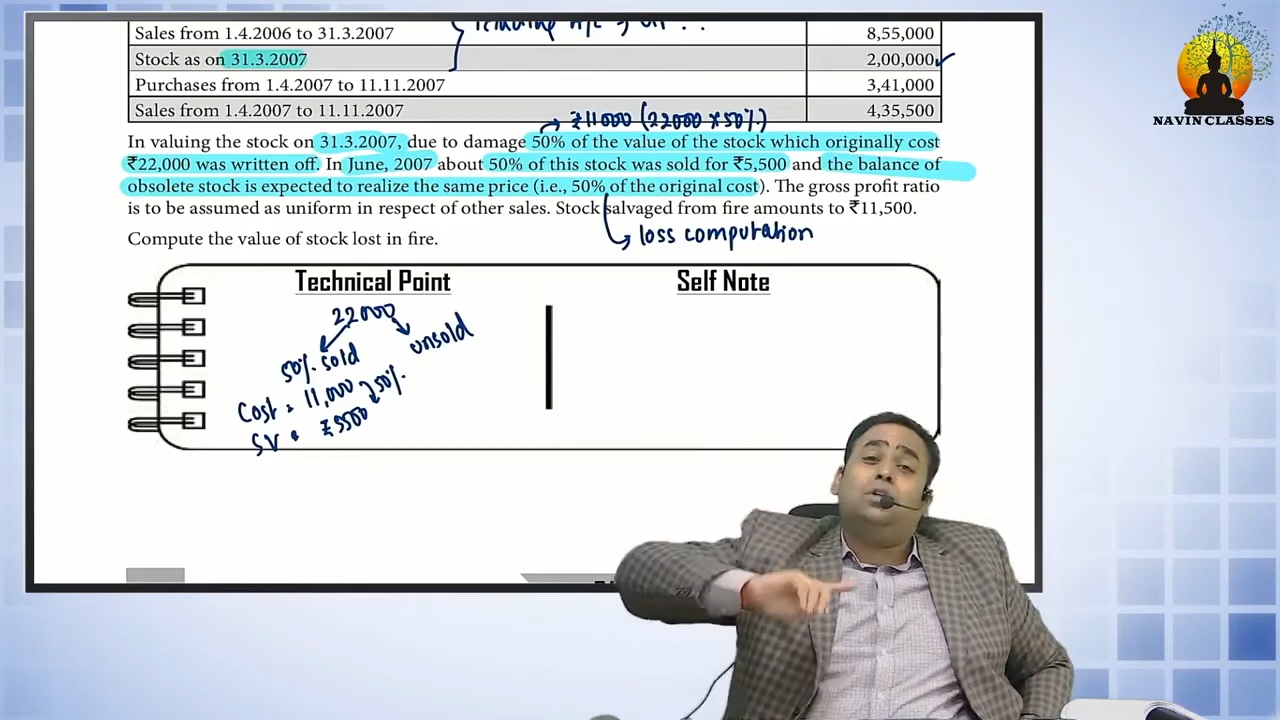 Sales from 1.4.2006 to 31.3.2007 8,55,000
Stock as on 31.3.2007 2,00,000
Purchases from 1.4.2007 to 11.11.2007 3,41,000
Sales from 1.4.2007 to 11.11.2007 4,35,500
NAVIN CLASSES
₹11000 (22000 x 50%)
In valuing the stock on 31.3.2007, due to damage 50% of the value of the stock which originally cost
₹22,000 was written off. In June, 2007 about 50% of this stock was sold for ₹5,500 and the balance of
obsolete stock is expected to realize the same price (i.e., 50% of the original cost). The gross profit ratio
is to be assumed as uniform in respect of other sales. Stock salvaged from fire amounts to ₹11,500.
loss computation
Compute the value of stock lost in fire.
Technical Point
Self Note
22000
50% sold
unsold
Cost = 11,000 50%
SV = ₹5500